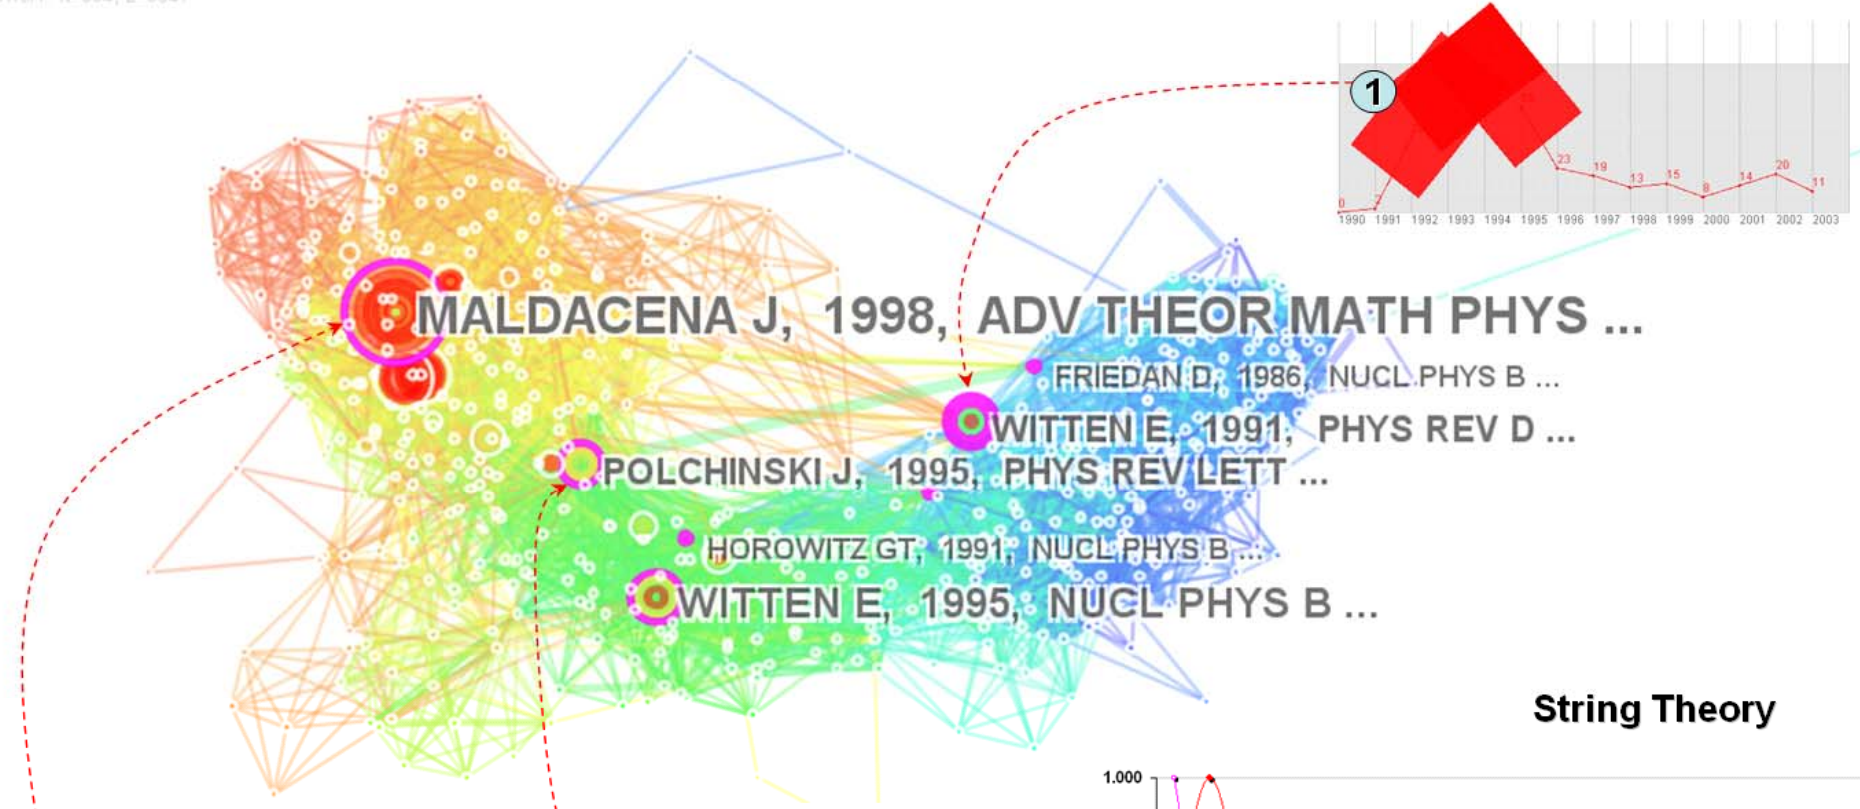 1
23
19
13
15
8
14
20
11
0
2
1990 1991 1992 1993 1994 1995 1996 1997 1998 1999 2000 2001 2002 2003
MALDACENA J, 1998, ADV THEOR MATH PHYS ...
FRIEDAN D, 1986, NUCL PHYS B ...
WITTEN E, 1991, PHYS REV D ...
POLCHINSKI J, 1995, PHYS REV LETT ...
HOROWITZ GT, 1991, NUCL PHYS B ...
WITTEN E, 1995, NUCL PHYS B ...
String Theory
1.000